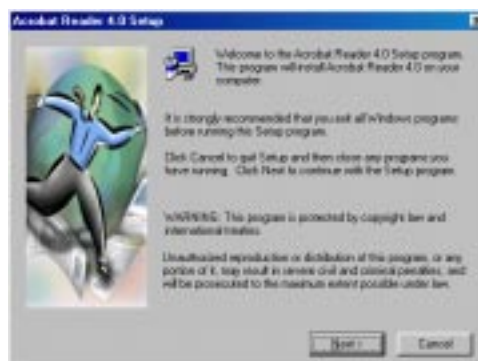 Acrobat Reader 4.0 Setup
Welcome to the Acrobat Reader 4.0 Setup program.
This program will install Acrobat Reader 4.0 on your
computer.
It is strongly recommended that you exit all Windows programs
before running this Setup program.
Click Cancel to quit Setup and then close any programs you
have running. Click Next to continue with the Setup program.
WARNING: This program is protected by copyright law and
international treaties.
Unauthorized reproduction or distribution of this program, or any
portion of it, may result in severe civil and criminal penalties, and
will be prosecuted to the maximum extent possible under law.
Next >
Cancel